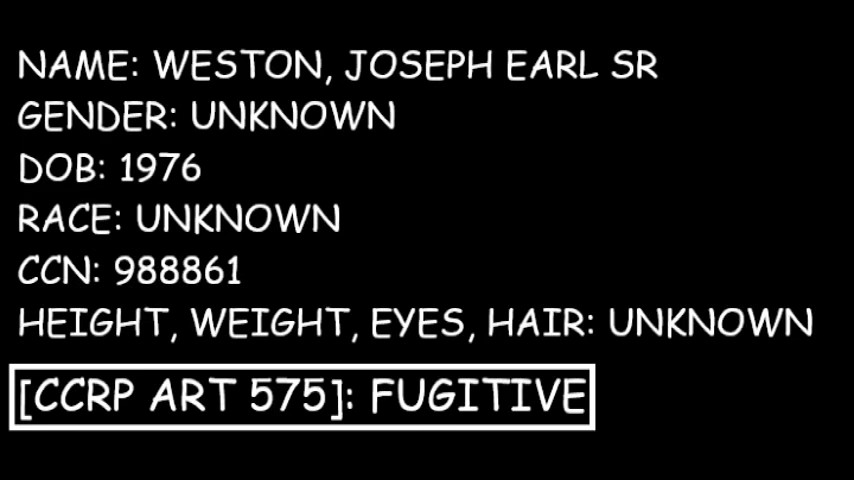 NAME: WESTON, JOSEPH EARL SR
GENDER: UNKNOWN
DOB: 1976
RACE: UNKNOWN
CCN: 988861
HEIGHT, WEIGHT, EYES, HAIR: UNKNOWN
[CCRP ART 575]: FUGITIVE